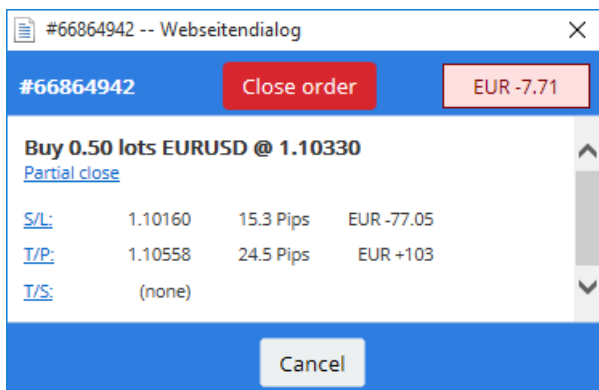 #66864942 -- Webseitendialog
#66864942 Close order EUR -7.71
Buy 0.50 lots EURUSD @ 1.10330
Partial close
S/L: 1.10160 15.3 Pips EUR -77.05
T/P: 1.10558 24.5 Pips EUR +103
T/S: (none)
Cancel